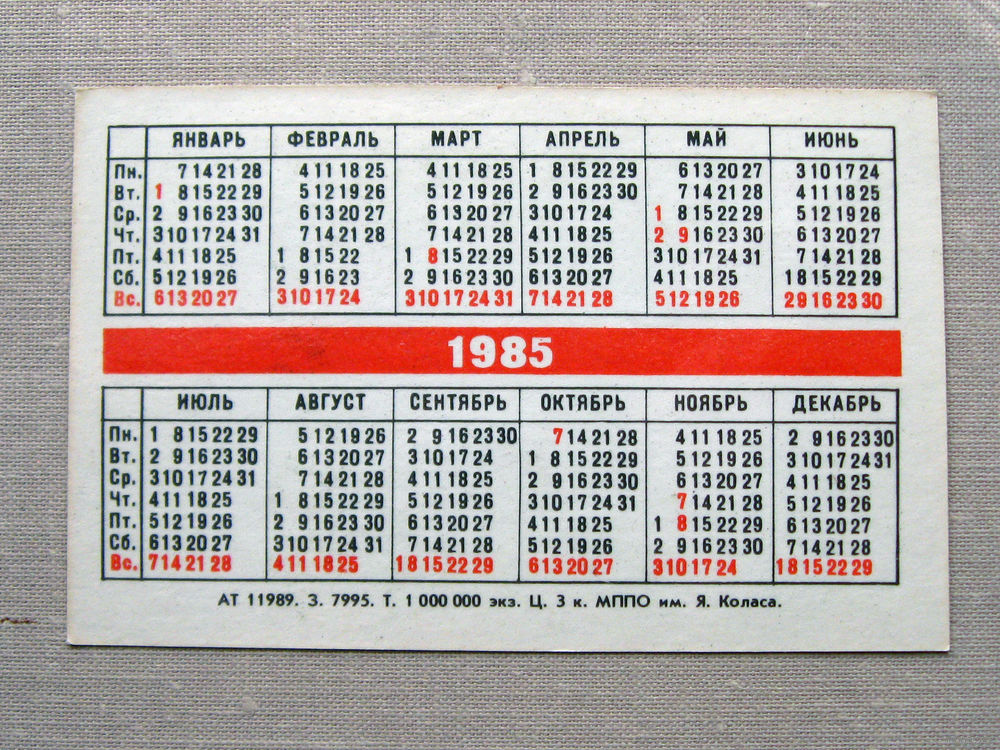 ЯНВАРЬ ФЕВРАЛЬ МАРТ АПРЕЛЬ МАЙ ИЮНЬ
Пн. 7 14 21 28 4 11 18 25 4 11 18 25 1 8 15 22 29 6 13 20 27 3 10 17 24
Вт. 1 8 15 22 29 5 12 19 26 5 12 19 26 2 9 16 23 30 7 14 21 28 4 11 18 25
Ср. 2 9 16 23 30 6 13 20 27 6 13 20 27 3 10 17 24 1 8 15 22 29 5 12 19 26
Чт. 3 10 17 24 31 7 14 21 28 7 14 21 28 4 11 18 25 2 9 16 23 30 6 13 20 27
Пт. 4 11 18 25 1 8 15 22 1 8 15 22 29 5 12 19 26 3 10 17 24 31 7 14 21 28
Сб. 5 12 19 26 2 9 16 23 2 9 16 23 30 6 13 20 27 4 11 18 25 1 8 15 22 29
Вс. 6 13 20 27 3 10 17 24 3 10 17 24 31 7 14 21 28 5 12 19 26 2 9 16 23 30
1985
ИЮЛЬ АВГУСТ СЕНТЯБРЬ ОКТЯБРЬ НОЯБРЬ ДЕКАБРЬ
Пн. 1 8 15 22 29 5 12 19 26 2 9 16 23 30 7 14 21 28 4 11 18 25 2 9 16 23 30
Вт. 2 9 16 23 30 6 13 20 27 3 10 17 24 1 8 15 22 29 5 12 19 26 3 10 17 24 31
Ср. 3 10 17 24 31 7 14 21 28 4 11 18 25 2 9 16 23 30 6 13 20 27 4 11 18 25
Чт. 4 11 18 25 1 8 15 22 29 5 12 19 26 3 10 17 24 31 7 14 21 28 5 12 19 26
Пт. 5 12 19 26 2 9 16 23 30 6 13 20 27 4 11 18 25 1 8 15 22 29 6 13 20 27
Сб. 6 13 20 27 3 10 17 24 31 7 14 21 28 5 12 19 26 2 9 16 23 30 7 14 21 28
Вс. 7 14 21 28 4 11 18 25 1 8 15 22 29 6 13 20 27 3 10 17 24 1 8 15 22 29
АТ 11989. З. 7995. Т. 1 000 000 экз. Ц. 3 к. МППО им. Я. Коласа.